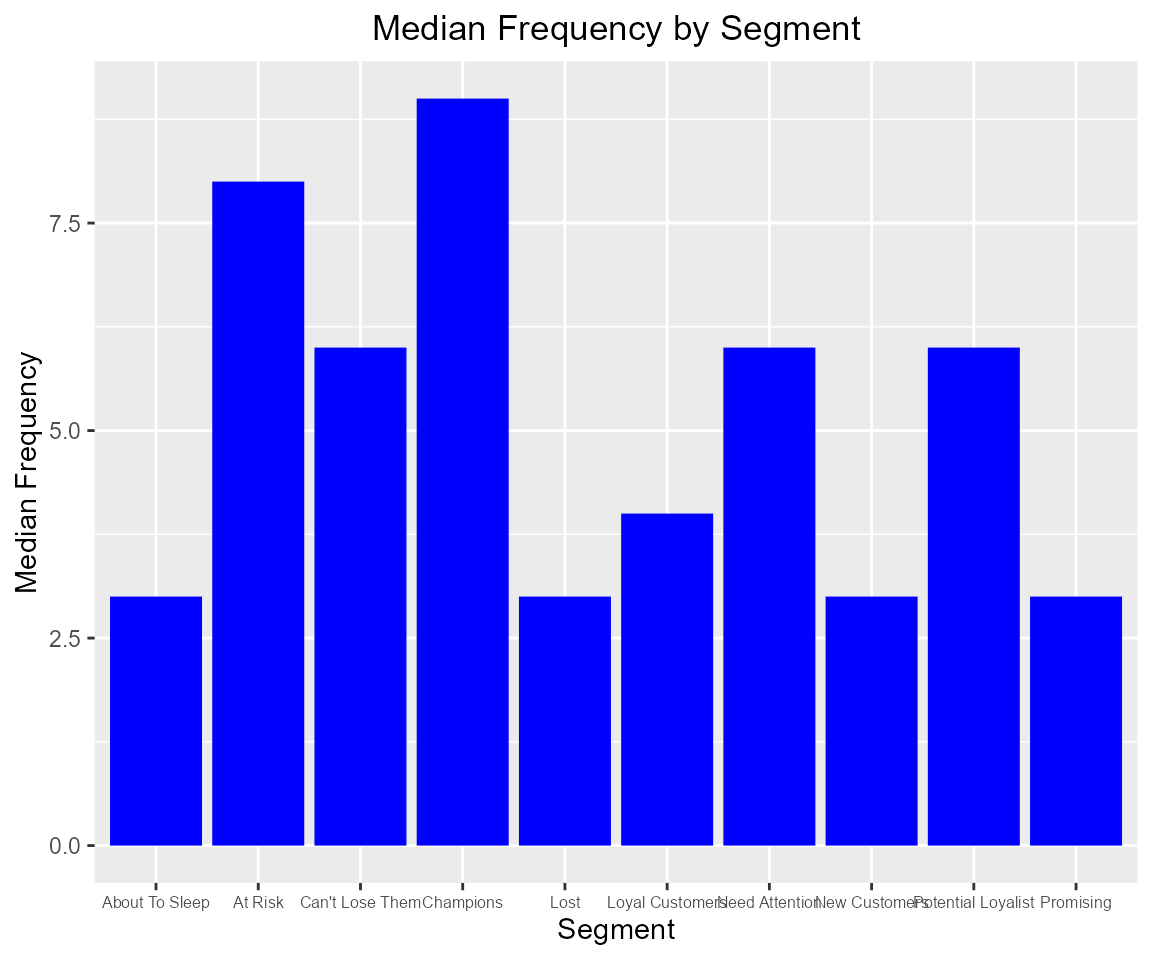 Median Frequency by Segment
Median Frequency
7.5
5.0
2.5
0.0
About To Sleep At Risk Can't Lose Them Champions Lost Loyal Customers Need Attention New Customers Potential Loyalist Promising
Segment